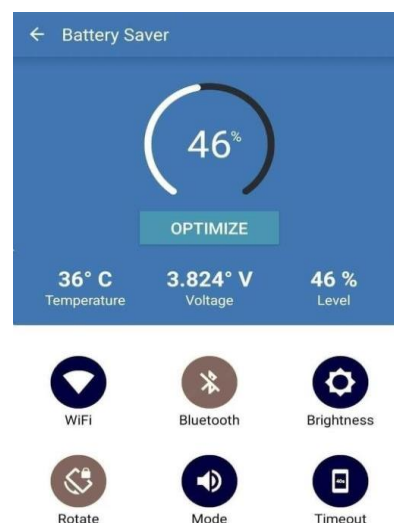 Battery Saver
46%
OPTIMIZE
36° C 3.824° V 46 %
Temperature Voltage Level
WiFi Bluetooth Brightness
Rotate Mode Timeout